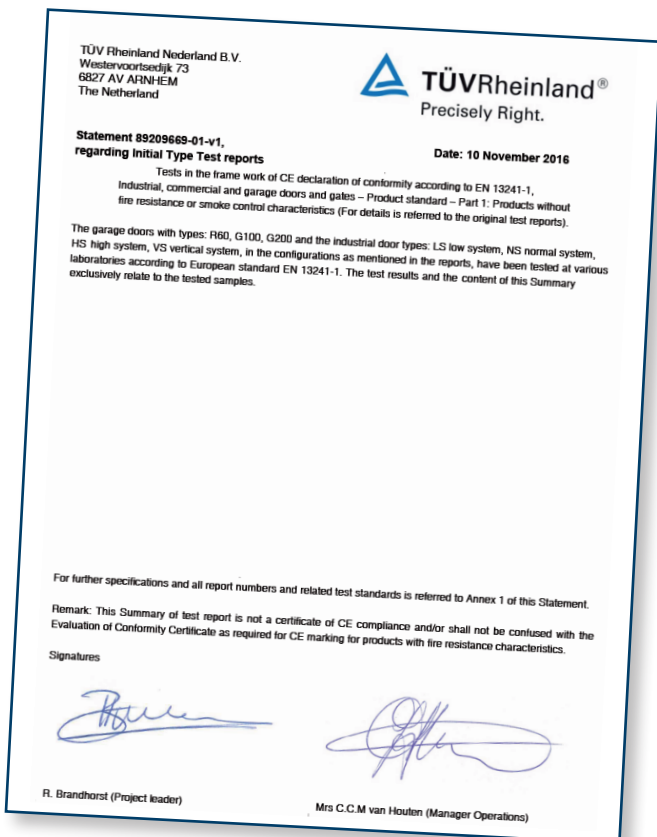 TÜV Rheinland Nederland B.V.
Westervoortsedijk 73
6827 AV ARNHEM
The Netherland
TÜVRheinland®
Precisely Right.
Statement 89209669-01-v1,
regarding Initial Type Test reports
Date: 10 November 2016
Tests in the frame work of CE declaration of conformity according to EN 13241-1,
Industrial, commercial and garage doors and gates – Product standard – Part 1: Products without
fire resistance or smoke control characteristics (For details is referred to the original test reports).
The garage doors with types: R60, G100, G200 and the industrial door types: LS low system, NS normal system,
HS high system, VS vertical system, in the configurations as mentioned in the reports, have been tested at various
laboratories according to European standard EN 13241-1. The test results and the content of this Summary
exclusively relate to the tested samples.
For further specifications and all report numbers and related test standards is referred to Annex 1 of this Statement.
Remark: This Summary of test report is not a certificate of CE compliance and/or shall not be confused with the
Evaluation of Conformity Certificate as required for CE marking for products with fire resistance characteristics.
Signatures
R. Brandhorst (Project leader)
Mrs C.C.M van Houten (Manager Operations)